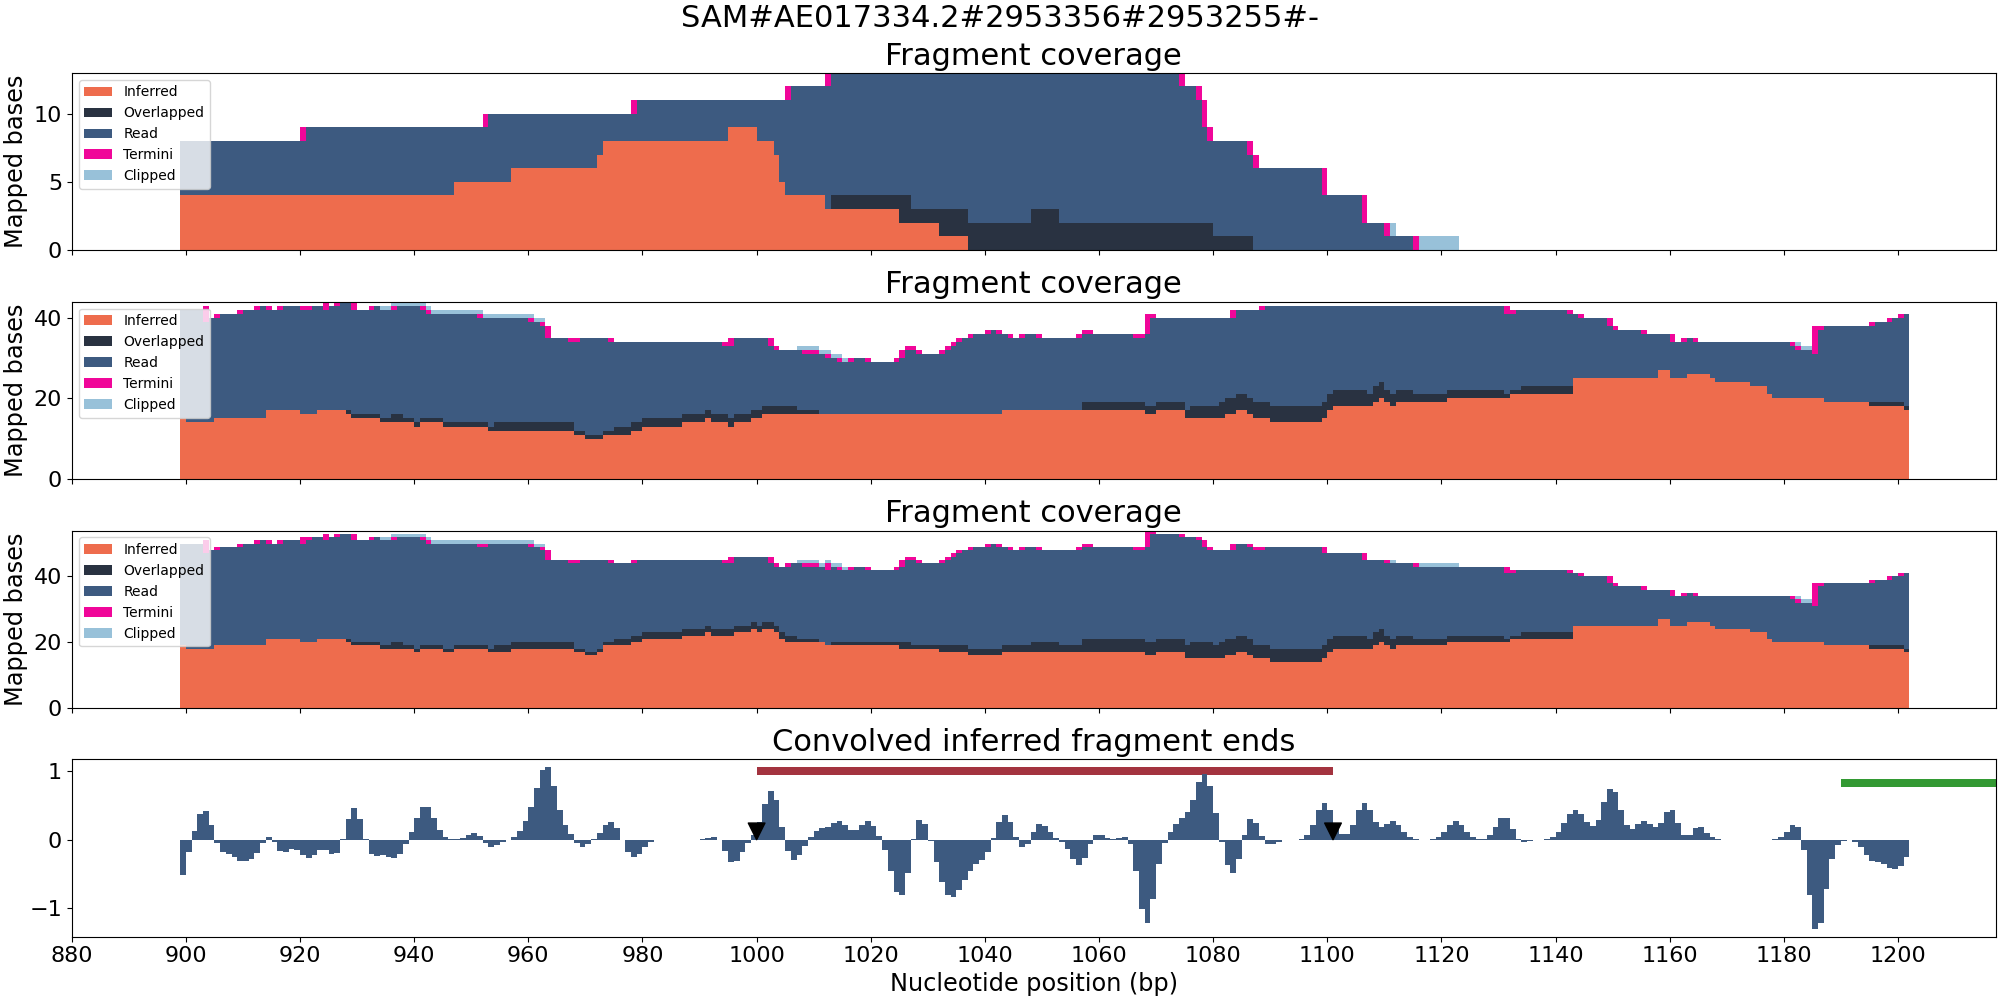 SAM#AE017334.2#2953356#2953255#-
Fragment coverage
Mapped bases
10
5
0
Inferred
Overlapped
Read
Termini
Clipped
Fragment coverage
Mapped bases
40
20
0
Inferred
Overlapped
Read
Termini
Clipped
Fragment coverage
Mapped bases
40
20
0
Inferred
Overlapped
Read
Termini
Clipped
Convolved inferred fragment ends
1
0
−1
880 900 920 940 960 980 1000 1020 1040 1060 1080 1100 1120 1140 1160 1180 1200
Nucleotide position (bp)